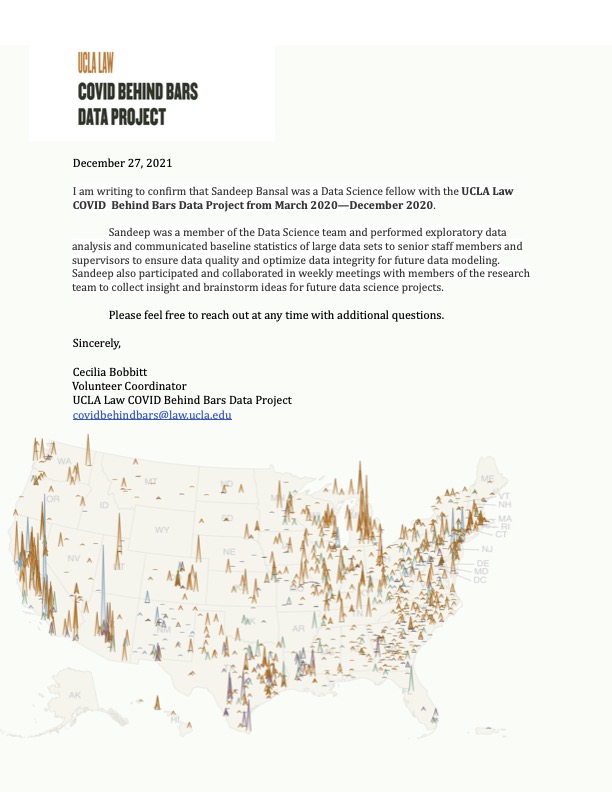 UCLA LAW
COVID BEHIND BARS
DATA PROJECT
December 27, 2021
I am writing to confirm that Sandeep Bansal was a Data Science fellow with the UCLA Law
COVID  Behind Bars Data Project from March 2020—December 2020.
Sandeep was a member of the Data Science team and performed exploratory data
analysis and communicated baseline statistics of large data sets to senior staff members and
supervisors to ensure data quality and optimize data integrity for future data modeling.
Sandeep also participated and collaborated in weekly meetings with members of the research
team to collect insight and brainstorm ideas for future data science projects.
Please feel free to reach out at any time with additional questions.
Sincerely,
Cecilia Bobbitt
Volunteer Coordinator
UCLA Law COVID Behind Bars Data Project
covidbehindbars@law.ucla.edu
WA
MT
ME
OR
ID
VT
NH
WY
MA
RI
CT
NE
NV
NJ
DE
MD
DC
NM
AR
AK
HI